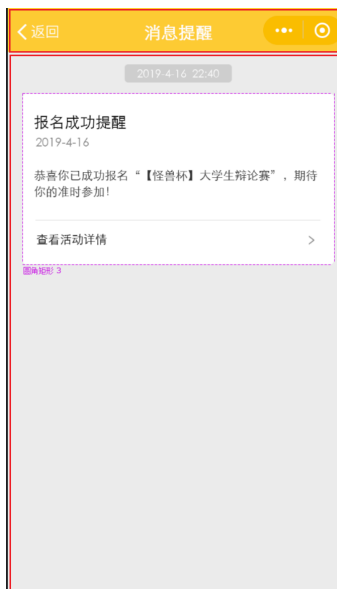 返回
消息提醒
2019-4-16 22:40
报名成功提醒
2019-4-16
恭喜你已成功报名“【怪兽杯】大学生辩论赛”，期待
你的准时参加！
查看活动详情
圆角矩形 3